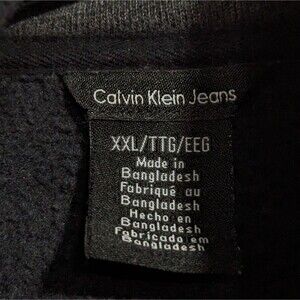 Calvin Klein Jeans
XXL/TTG/EEG
Made in
Bangladesh
Fabriqué au
Bangladesh
Hecho en
Bangladesh
Fabricado em
Bangladesh